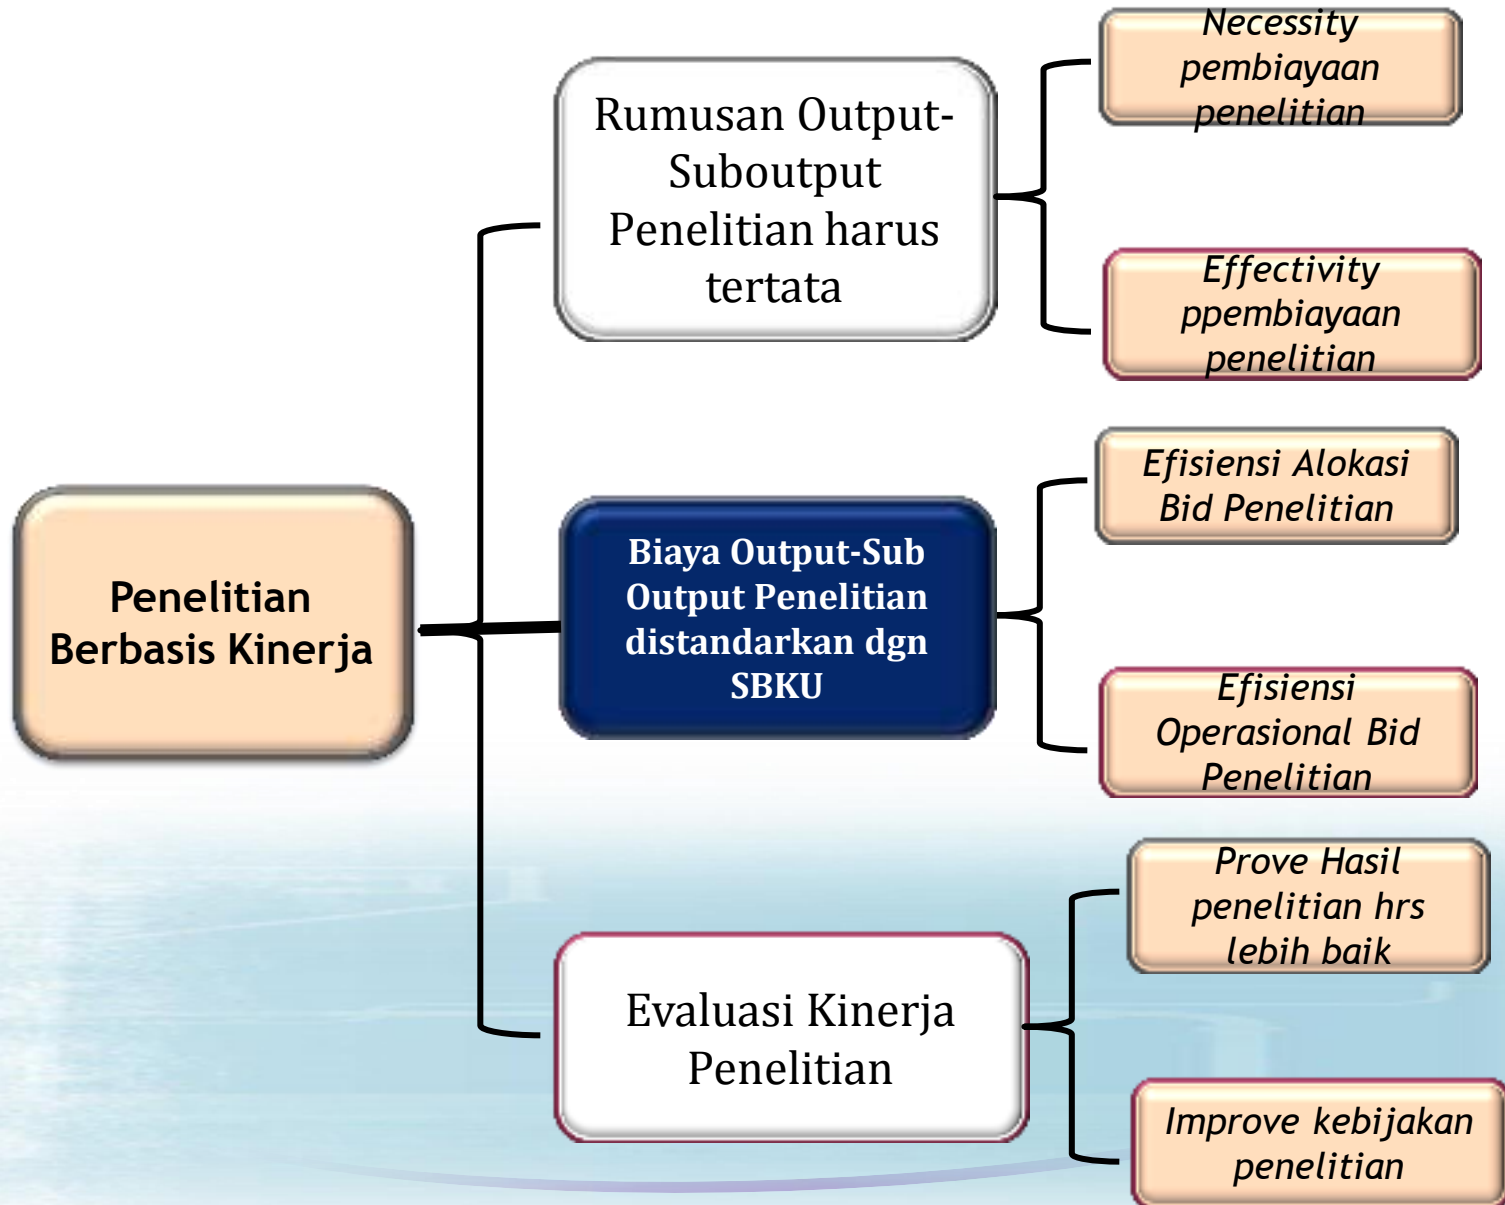 Penelitian
Berbasis Kinerja
Rumusan Output-
Suboutput
Penelitian harus
tertata
Necessity
pembiayaan
penelitian
Effectivity
ppembiayaan
penelitian
Biaya Output-Sub
Output Penelitian
distandarkan dgn
SBKU
Efisiensi Alokasi
Bid Penelitian
Efisiensi
Operasional Bid
Penelitian
Evaluasi Kinerja
Penelitian
Prove Hasil
penelitian hrs
lebih baik
Improve kebijakan
penelitian